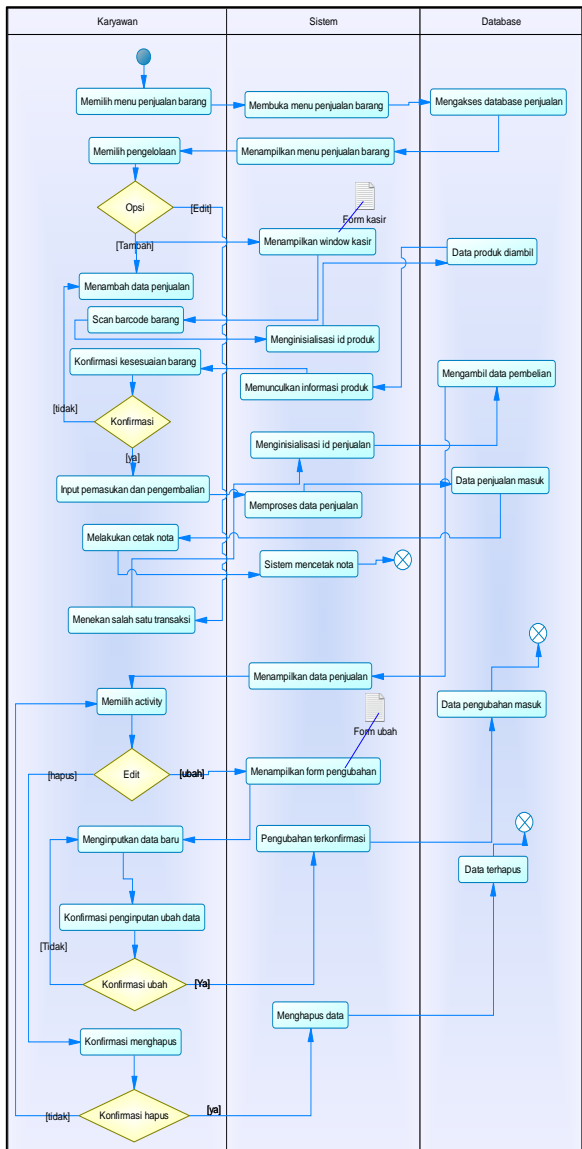 Karyawan
Sistem
Database
Memilih menu penjualan barang
Membuka menu penjualan barang
Mengakses database penjualan
Memilih pengelolaan
Menampilkan menu penjualan barang
Opsi
[Edit]
Form kasir
[Tambah]
Menampilkan window kasir
Data produk diambil
Menambah data penjualan
Scan barcode barang
Menginisialisasi id produk
Konfirmasi kesesuaian barang
Memunculkan informasi produk
Mengambil data pembelian
[tidak]
Konfirmasi
[ya]
Menginisialisasi id penjualan
Input pemasukan dan pengembalian
Memproses data penjualan
Data penjualan masuk
Melakukan cetak nota
Sistem mencetak nota
Menekan salah satu transaksi
Menampilkan data penjualan
Memilih activity
Data pengubahan masuk
Form ubah
[hapus]
Edit
[ubah]
Menampilkan form pengubahan
Menginputkan data baru
Pengubahan terkonfirmasi
Data terhapus
Konfirmasi penginputan ubah data
[Tidak]
Konfirmasi ubah
[Ya]
Menghapus data
Konfirmasi menghapus
[tidak]
Konfirmasi hapus
[ya]